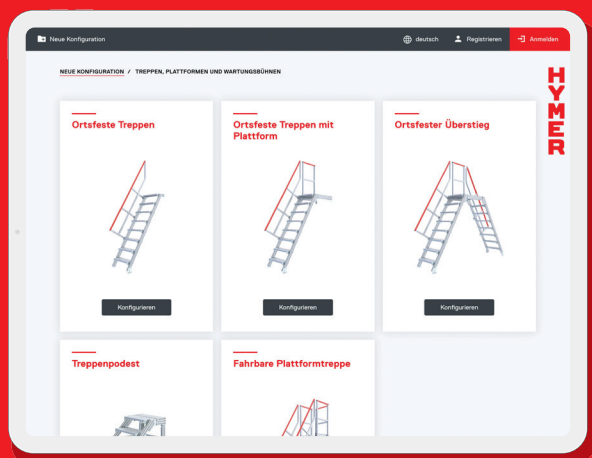 Neue Konfiguration
deutsch
Registrieren
Anmelden
NEUE KONFIGURATION / TREPPEN, PLATTFORMEN UND WARTUNGSBÜHNEN
HYMER
Ortsfeste Treppen
Konfigurieren
Ortsfeste Treppen mit
Plattform
Konfigurieren
Ortsfester Überstieg
Konfigurieren
Treppenpodest
Fahrbare Plattformtreppe